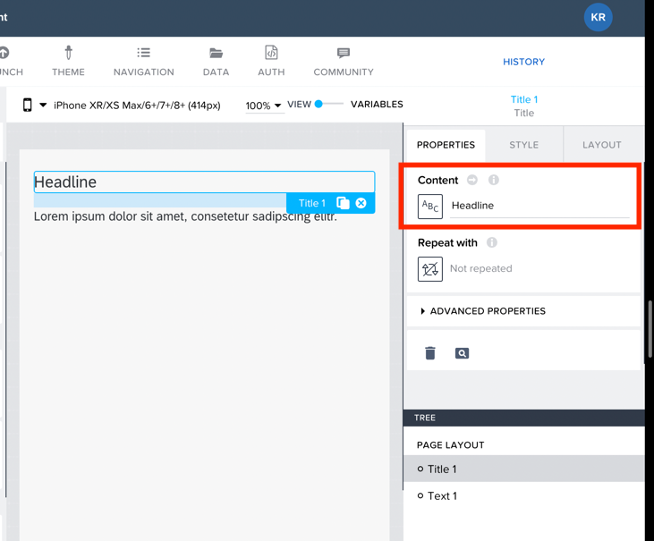 nt
KR
NCH
THEME
NAVIGATION
DATA
AUTH
COMMUNITY
HISTORY
iPhone XR/XS Max/6+/7+/8+ (414px)
100%
VIEW
VARIABLES
Title 1
Title
PROPERTIES
STYLE
LAYOUT
Headline
Title 1
Lorem ipsum dolor sit amet, consetetur sadipscing elitr.
Content
ABC
Headline
Repeat with
Not repeated
ADVANCED PROPERTIES
TREE
PAGE LAYOUT
Title 1
Text 1